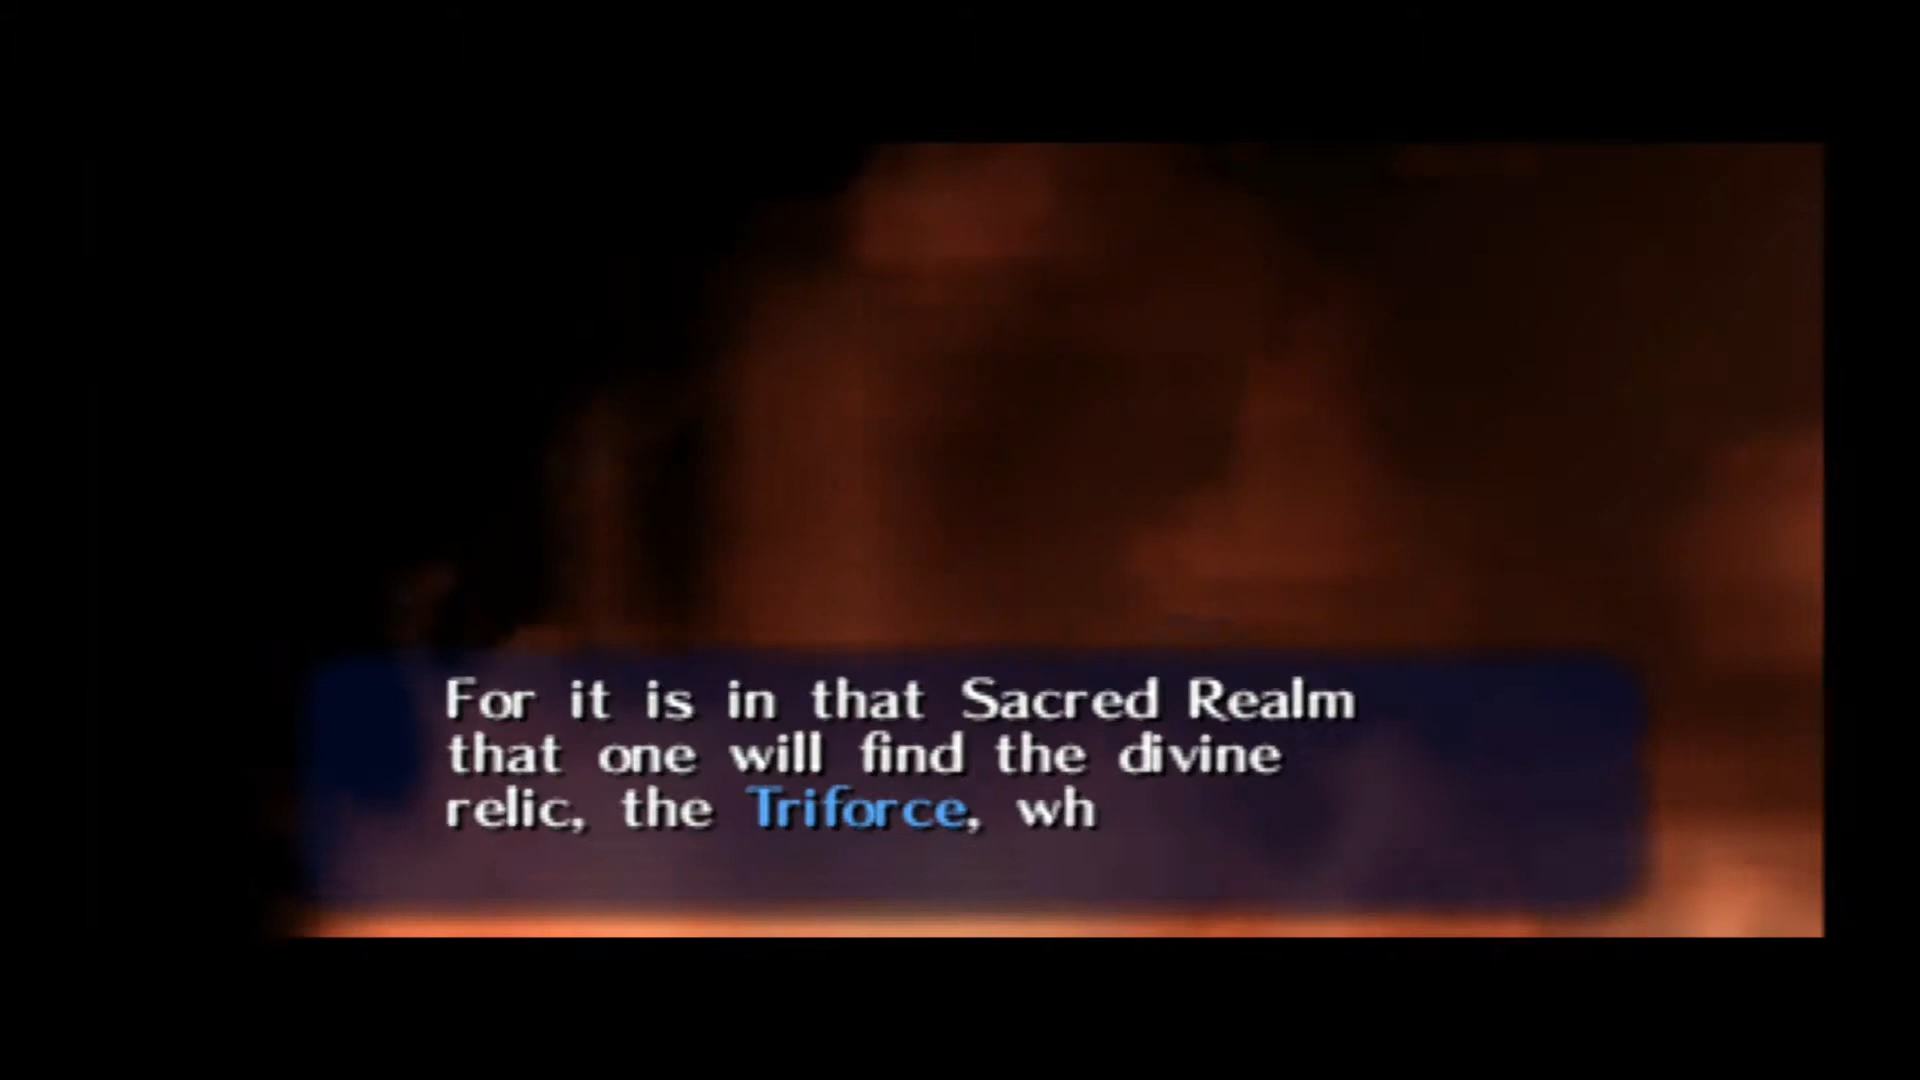 For it is in that Sacred Realm
that one will find the divine
relic, the Triforce, wh